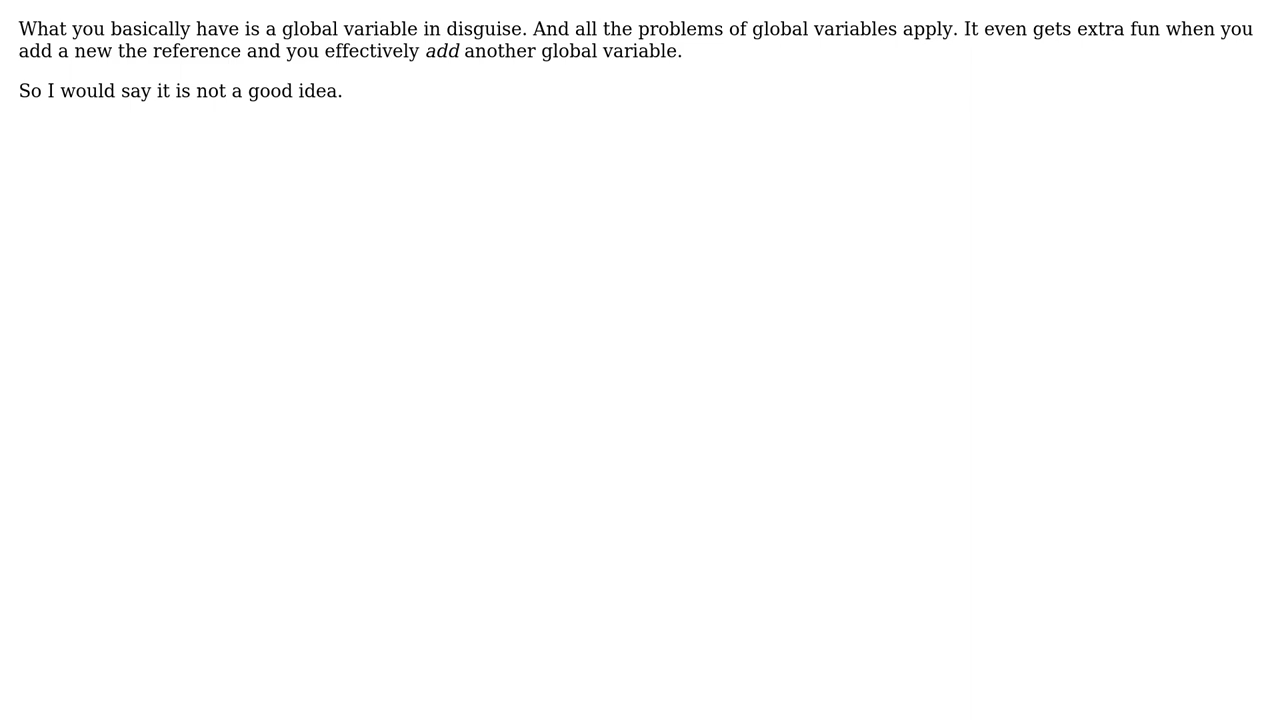 What you basically have is a global variable in disguise. And all the problems of global variables apply. It even gets extra fun when you
add a new the reference and you effectively add another global variable.
So I would say it is not a good idea.